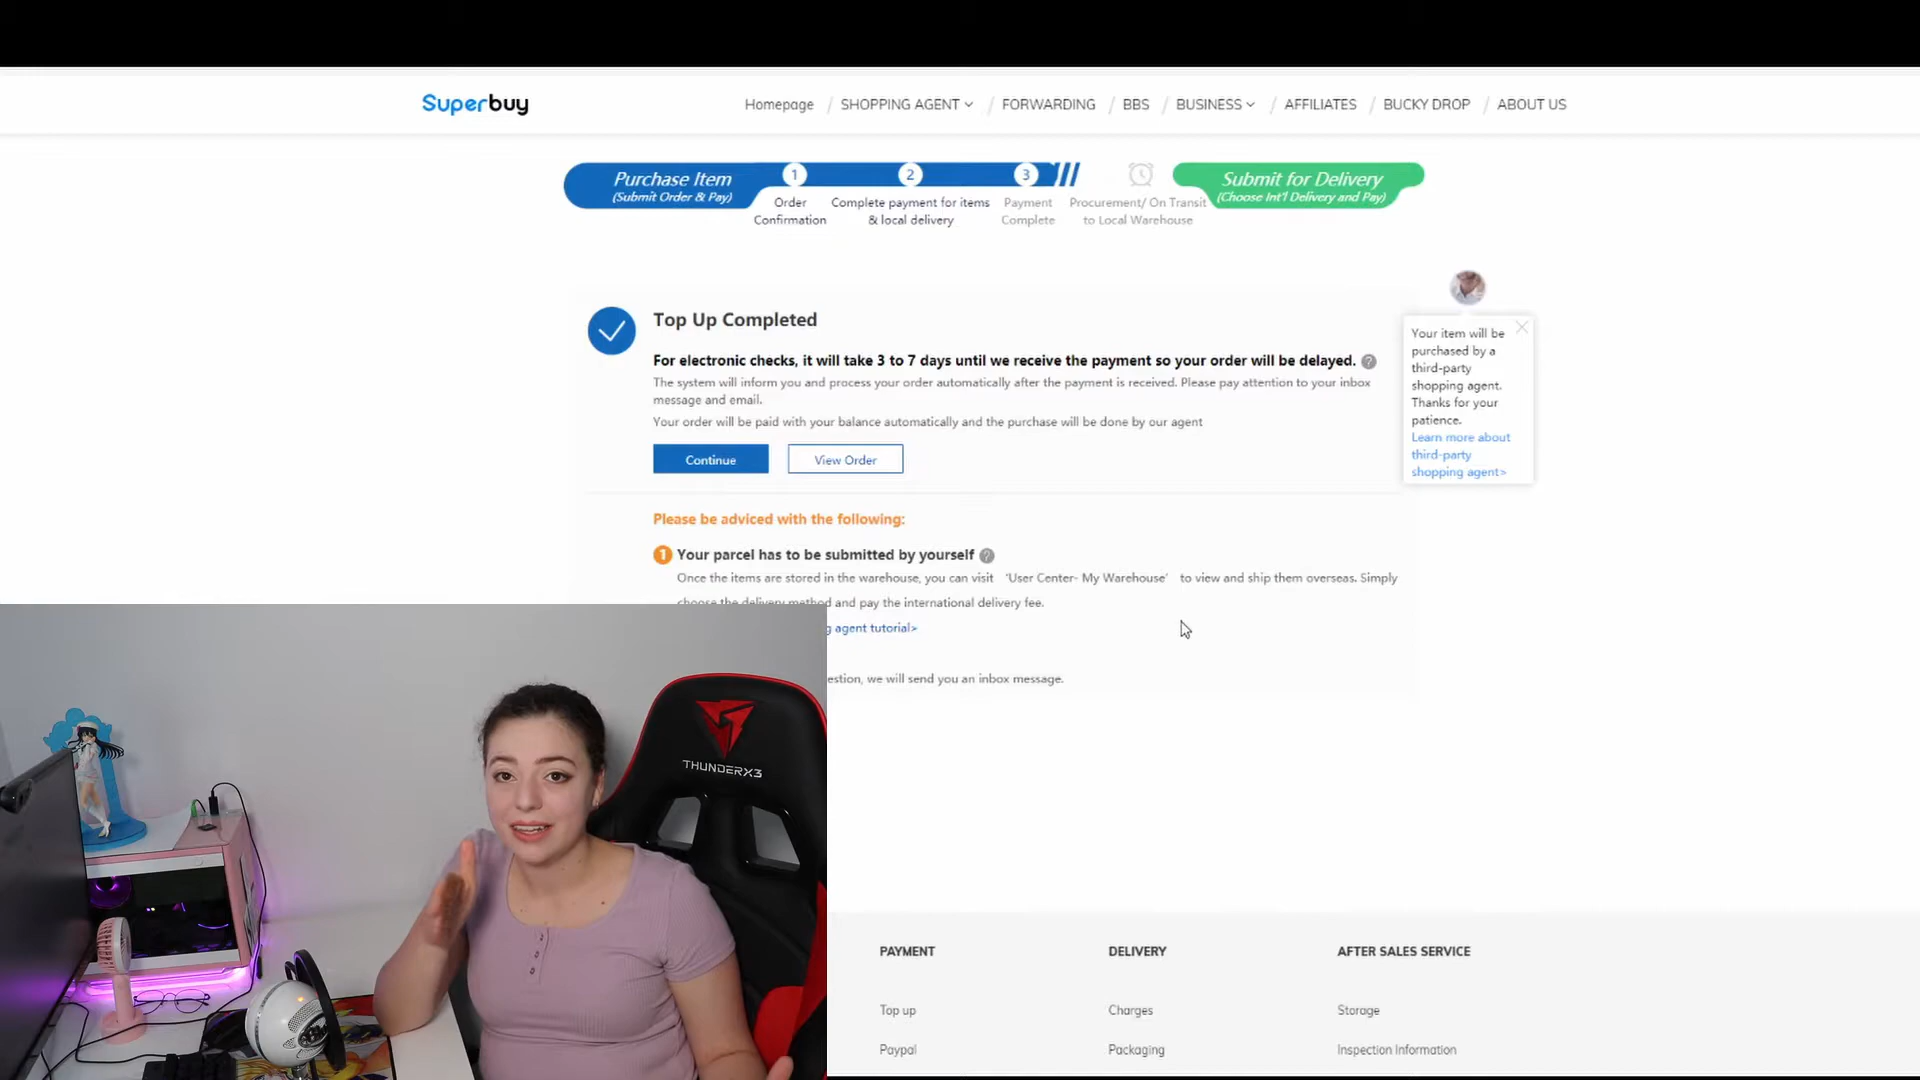 Superbuy
Homepage / SHOPPING AGENT / FORWARDING / BBS / BUSINESS / AFFILIATES / BUCKY DROP / ABOUT US
Purchase Item
(Submit Order & Pay)
1
2
3
Order
Confirmation
Complete payment for items
& local delivery
Payment
Complete
Procurement/ On Transit
to Local Warehouse
Submit for Delivery
(Choose Int'l Delivery and Pay)
Top Up Completed
For electronic checks, it will take 3 to 7 days until we receive the payment so your order will be delayed. ?
The system will inform you and process your order automatically after the payment is received. Please pay attention to your inbox
message and email.
Your order will be paid with your balance automatically and the purchase will be done by our agent
Continue
View Order
Your item will be
purchased by a
third-party
shopping agent.
Thanks for your
patience.
Learn more about
third-party
shopping agent>
Please be adviced with the following:
1 Your parcel has to be submitted by yourself ?
Once the items are stored in the warehouse, you can visit 'User Center- My Warehouse' to view and ship them overseas. Simply
choose the delivery method and pay the international delivery fee.
agent tutorial>
estion, we will send you an inbox message.
THUNDERX3
PAYMENT
Top up
Paypal
DELIVERY
Charges
Packaging
AFTER SALES SERVICE
Storage
Inspection Information